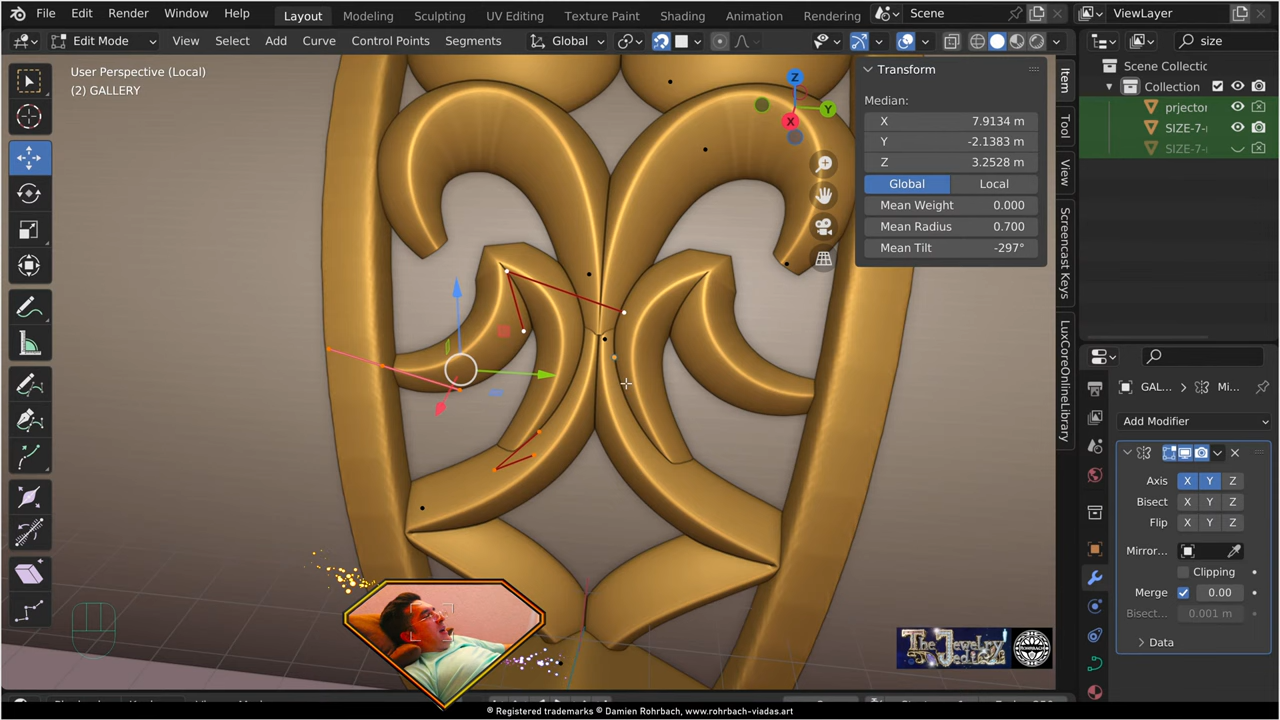 File Edit Render Window Help Layout Modeling Sculpting UV Editing Texture Paint Shading Animation Rendering Scene ViewLayer
Edit Mode View Select Add Curve Control Points Segments Global size
User Perspective (Local)
(2) GALLERY
Transform
Median:
X 7.9134 m
Y -2.1383 m
Z 3.2528 m
Global Local
Mean Weight 0.000
Mean Radius 0.700
Mean Tilt -297°
Z
Y
X
Item
Tool
View
Screencast Keys
LuxCoreOnlineLibrary
Scene Collectic
Collection
prjector
SIZE-7-
SIZE-7-
GAL... Mi...
Add Modifier
Axis X Y Z
Bisect X Y Z
Flip X Y Z
Mirror...
Clipping
Merge 0.00
Bisect... 0.001 m
Data
The Jewelry Jedi
ROHRBACH
® Registered trademarks © Damien Rohrbach, www.rohrbach-viadas.art